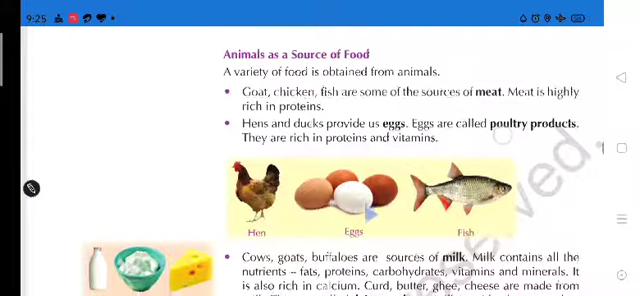 9:25
Animals as a Source of Food
A variety of food is obtained from animals.
• Goat, chicken, fish are some of the sources of meat. Meat is highly
rich in proteins.
• Hens and ducks provide us eggs. Eggs are called poultry products.
They are rich in proteins and vitamins.
Hen Eggs Fish
• Cows, goats, buffaloes are sources of milk. Milk contains all the
nutrients – fats, proteins, carbohydrates, vitamins and minerals. It
is also rich in calcium. Curd, butter, ghee, cheese are made from
served.